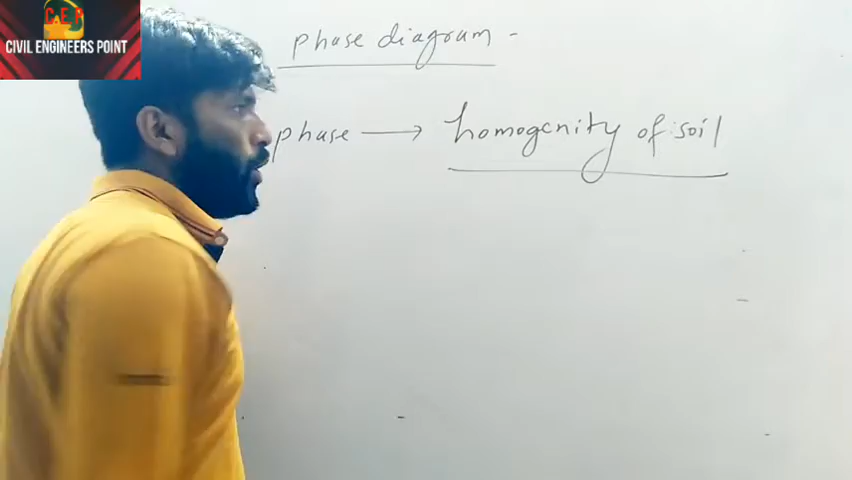 C.E.P
CIVIL ENGINEERS POINT
phase diagram -
phase → homogenity of soil